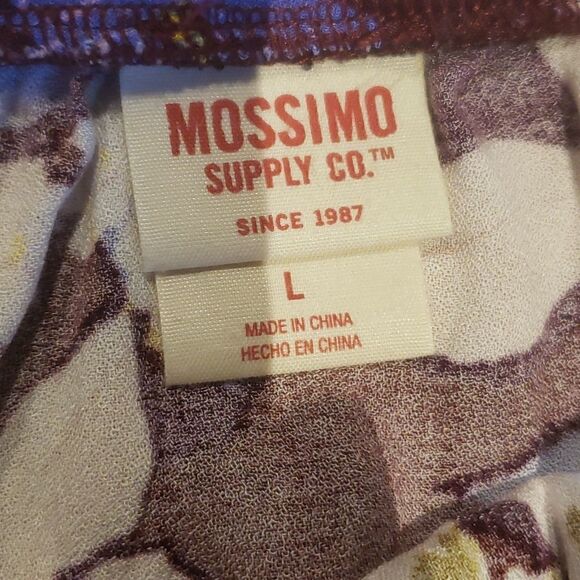 MOSSIMO
SUPPLY CO.™
SINCE 1987
L
MADE IN CHINA
HECHO EN CHINA